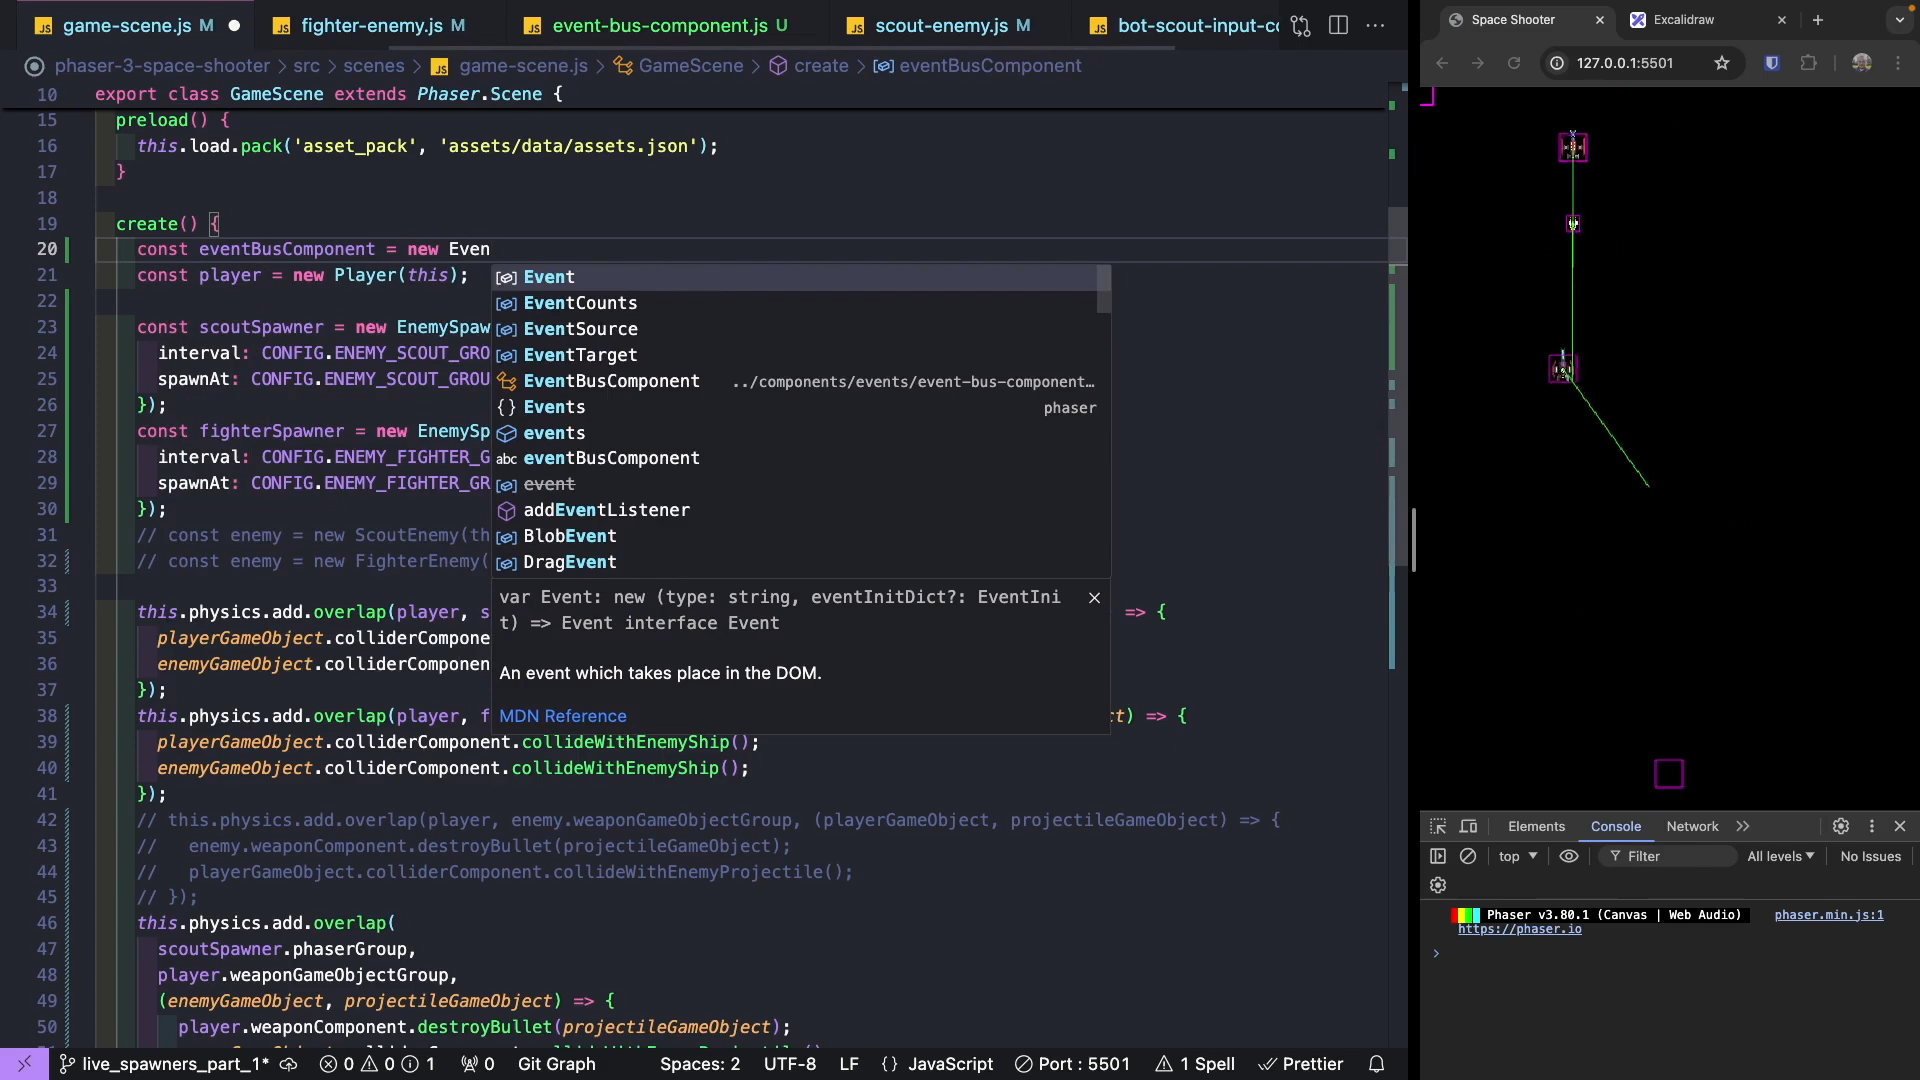 JS game-scene.js M
JS fighter-enemy.js M
JS event-bus-component.js U
JS scout-enemy.js M
JS bot-scout-input-co
phaser-3-space-shooter > src > scenes > JS game-scene.js > GameScene > create > eventBusComponent
10 export class GameScene extends Phaser.Scene {
15 preload() {
16 this.load.pack('asset_pack', 'assets/data/assets.json');
17 }
18
19 create() {
20 const eventBusComponent = new Even
21 const player = new Player(this);
22
23 const scoutSpawner = new EnemySpaw
24 interval: CONFIG.ENEMY_SCOUT_GRO
25 spawnAt: CONFIG.ENEMY_SCOUT_GROU
26 });
27 const fighterSpawner = new EnemySp
28 interval: CONFIG.ENEMY_FIGHTER_G
29 spawnAt: CONFIG.ENEMY_FIGHTER_GR
30 });
31 // const enemy = new ScoutEnemy(th
32 // const enemy = new FighterEnemy(
33
34 this.physics.add.overlap(player, s => {
35 playerGameObject.colliderCompone
36 enemyGameObject.colliderComponen
37 });
38 this.physics.add.overlap(player, f ct) => {
39 playerGameObject.colliderComponent.collideWithEnemyShip();
40 enemyGameObject.colliderComponent.collideWithEnemyShip();
41 });
42 // this.physics.add.overlap(player, enemy.weaponGameObjectGroup, (playerGameObject, projectileGameObject) => {
43 // enemy.weaponComponent.destroyBullet(projectileGameObject);
44 // playerGameObject.colliderComponent.collideWithEnemyProjectile();
45 // });
46 this.physics.add.overlap(
47 scoutSpawner.phaserGroup,
48 player.weaponGameObjectGroup,
49 (enemyGameObject, projectileGameObject) => {
50 player.weaponComponent.destroyBullet(projectileGameObject);
Event
EventCounts
EventSource
EventTarget
EventBusComponent ../components/events/event-bus-component…
Events phaser
events
abc eventBusComponent
event
addEventListener
BlobEvent
DragEvent
var Event: new (type: string, eventInitDict?: EventIni
t) => Event interface Event
An event which takes place in the DOM.
MDN Reference
live_spawners_part_1* 0 0 1 0 Git Graph Spaces: 2 UTF-8 LF {} JavaScript Port : 5501 1 Spell Prettier
Space Shooter
Excalidraw
127.0.0.1:5501
Elements Console Network
top Filter All levels No Issues
Phaser v3.80.1 (Canvas | Web Audio) phaser.min.js:1
https://phaser.io